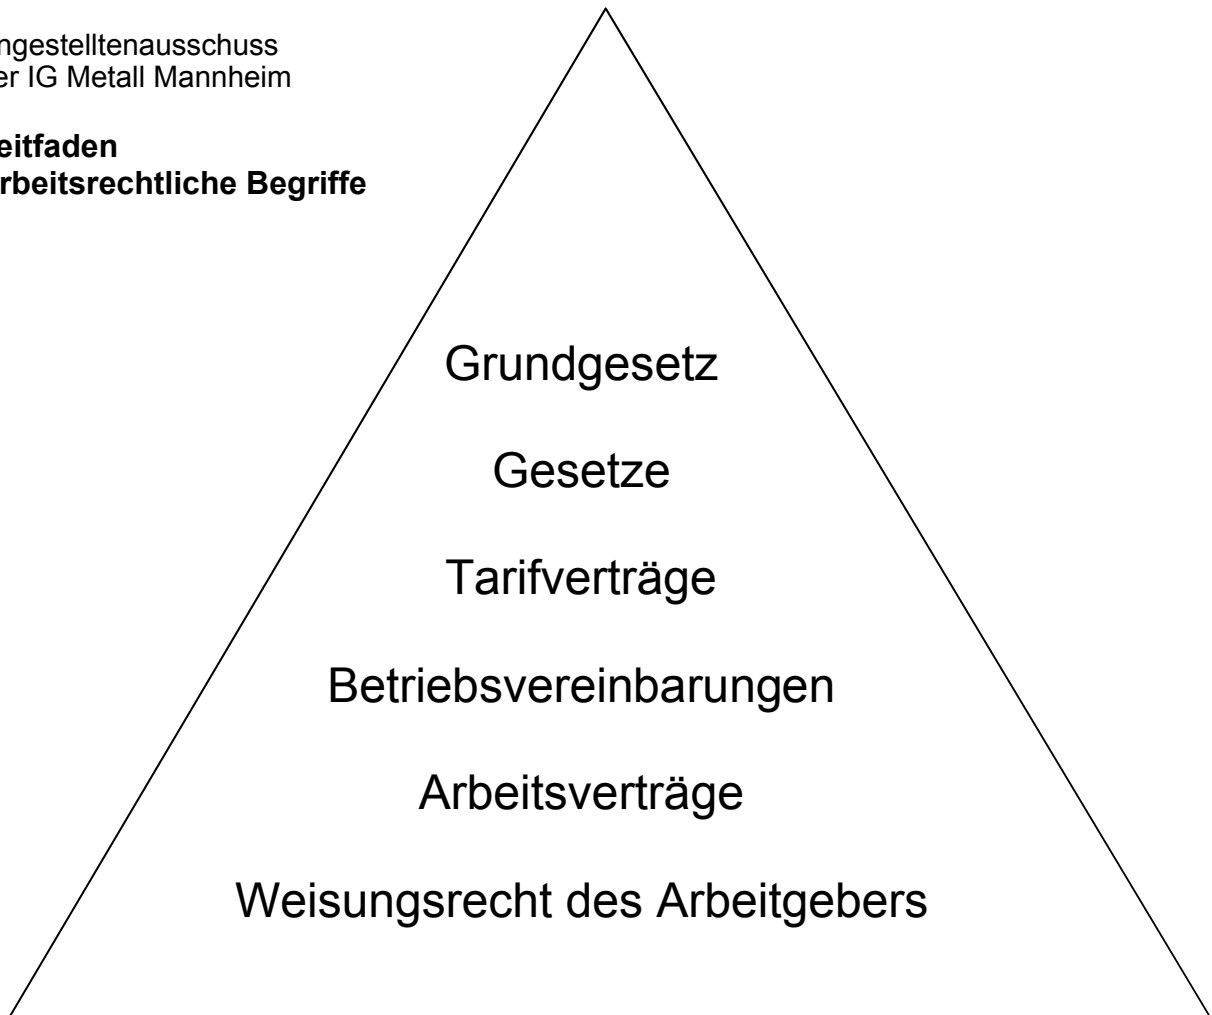 ngestelltenausschuss
er IG Metall Mannheim
eitfaden
rbeitsrechtliche Begriffe
Grundgesetz
Gesetze
Tarifverträge
Betriebsvereinbarungen
Arbeitsverträge
Weisungsrecht des Arbeitgebers